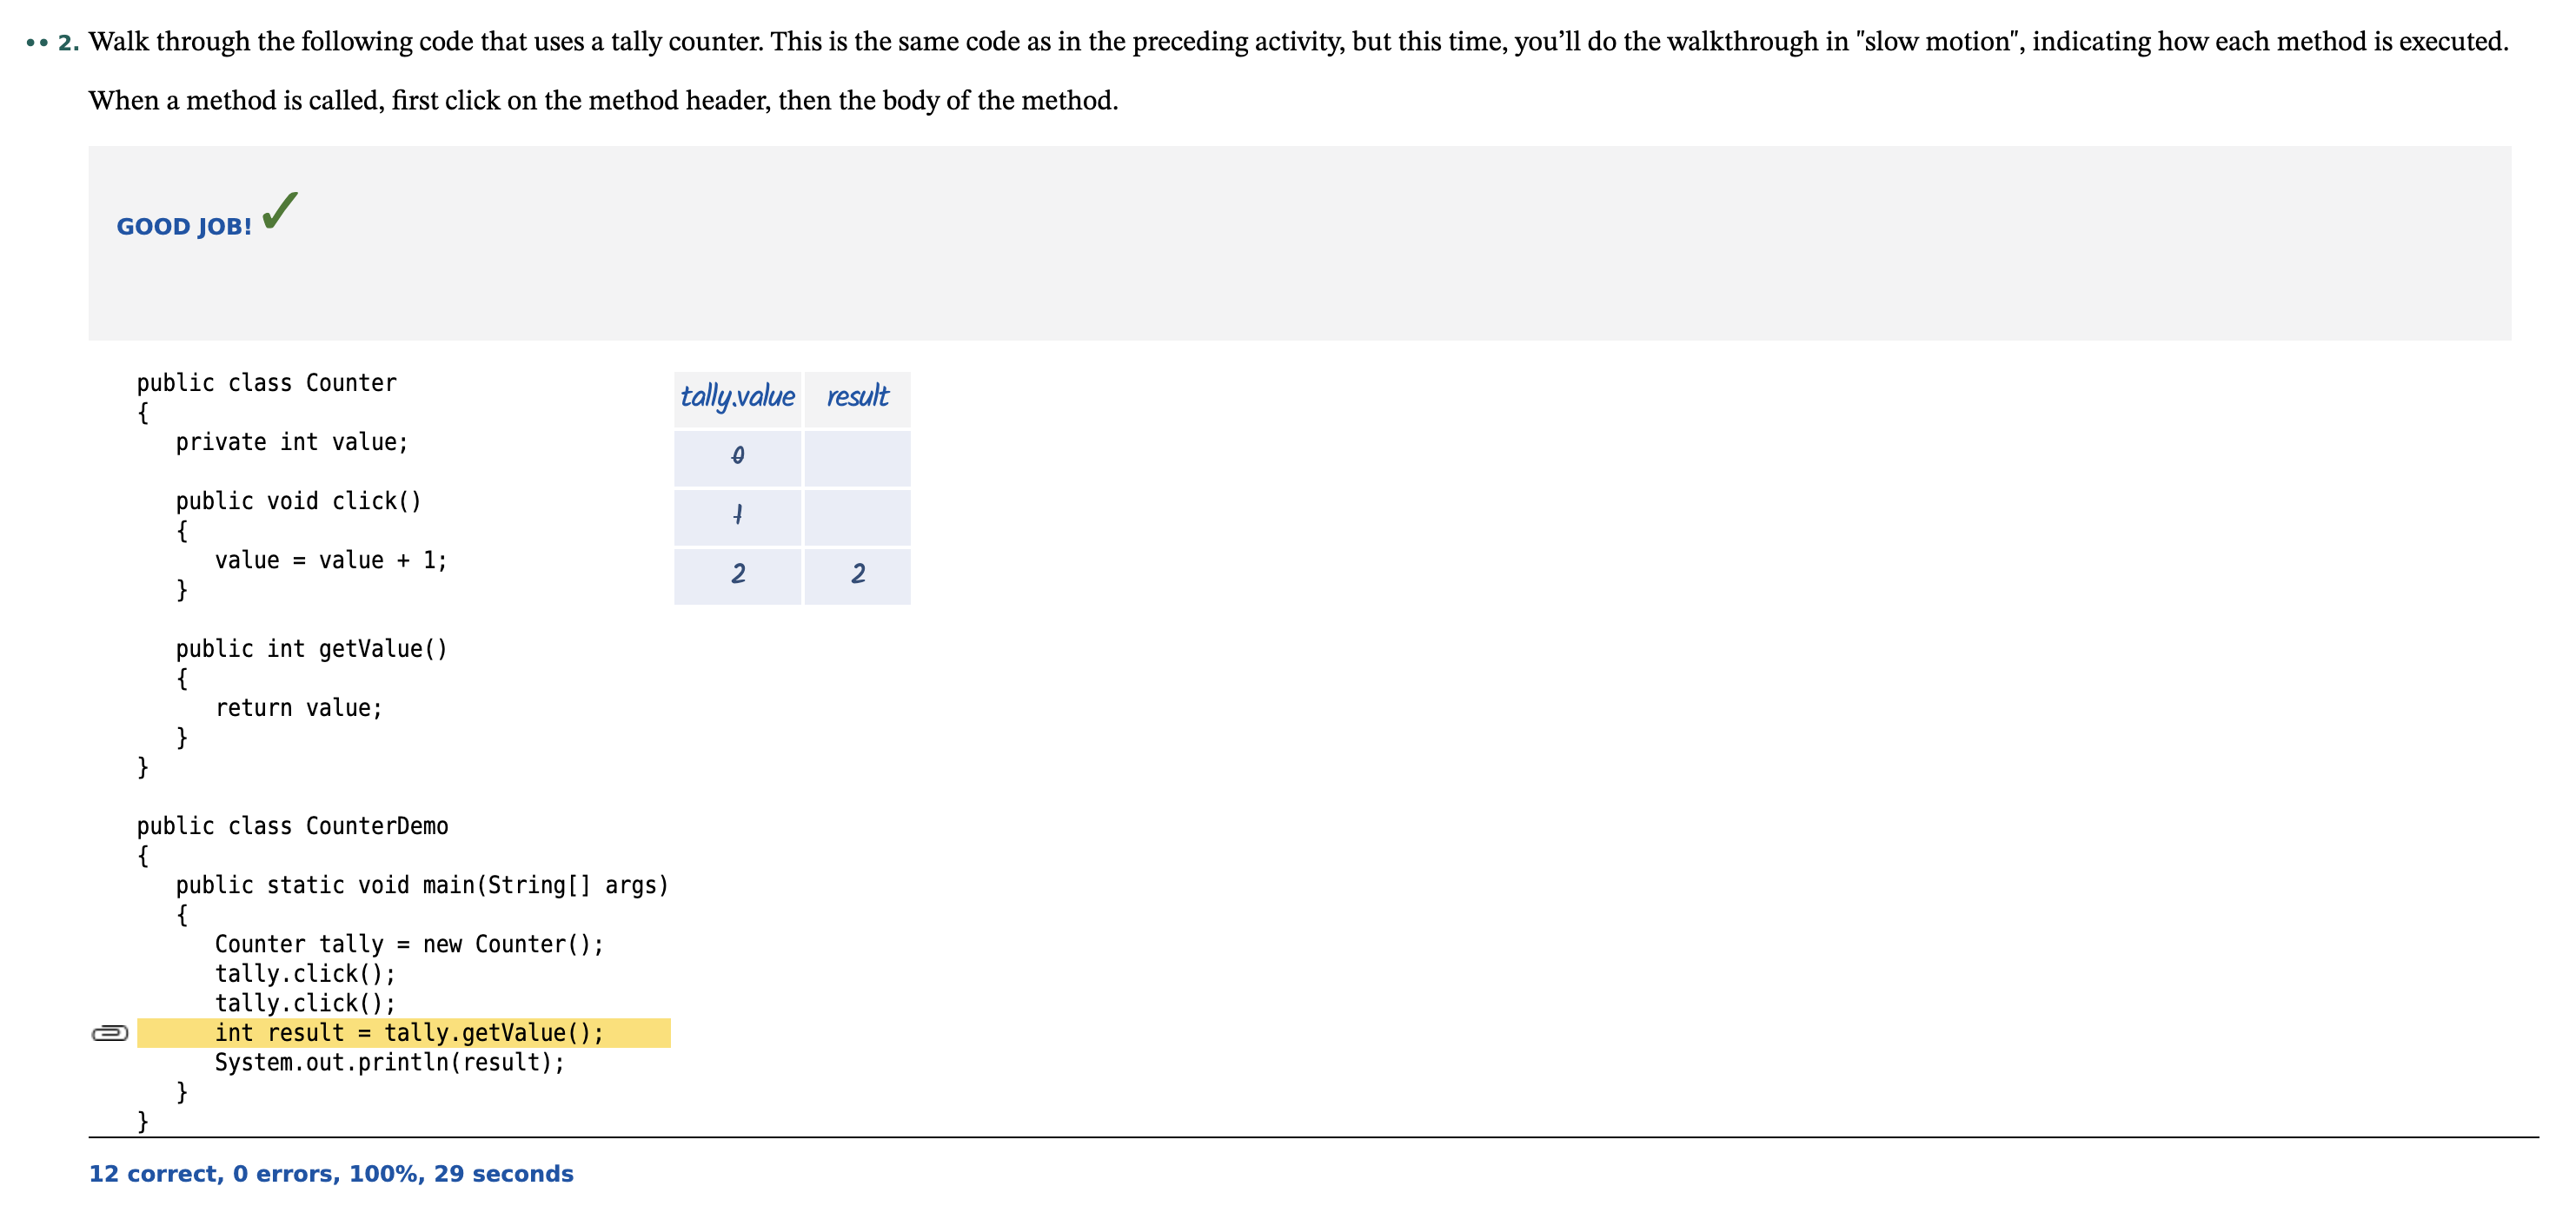 •• 2. Walk through the following code that uses a tally counter. This is the same code as in the preceding activity, but this time, you’ll do the walkthrough in "slow motion", indicating how each method is executed.
When a method is called, first click on the method header, then the body of the method.
GOOD JOB! ✓
public class Counter
{
   private int value;
   public void click()
   {
      value = value + 1;
   }
   public int getValue()
   {
      return value;
   }
}
public class CounterDemo
{
   public static void main(String[] args)
   {
      Counter tally = new Counter();
      tally.click();
      tally.click();
      int result = tally.getValue();
      System.out.println(result);
   }
}
tally.value result
0
1
2 2
12 correct, 0 errors, 100%, 29 seconds